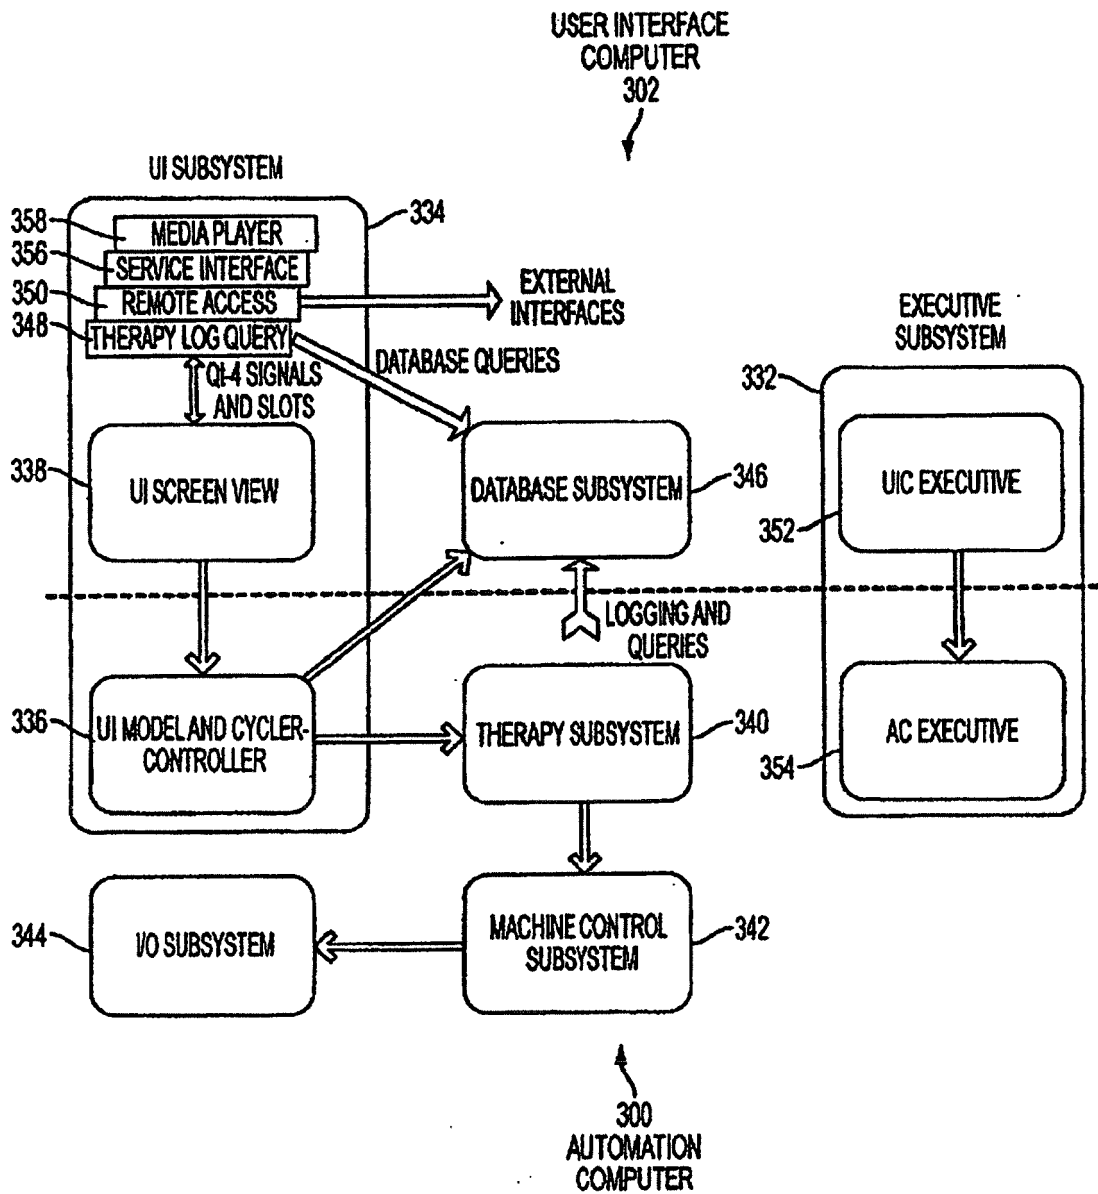 USER INTERFACE
COMPUTER
302
UI SUBSYSTEM
334
358
MEDIA PLAYER
356
SERVICE INTERFACE
350
REMOTE ACCESS
348
THERAPY LOG QUERY
EXTERNAL
INTERFACES
DATABASE QUERIES
Qt-4 SIGNALS
AND SLOTS
EXECUTIVE
SUBSYSTEM
332
338
UI SCREEN VIEW
DATABASE SUBSYSTEM
346
UIC EXECUTIVE
352
LOGGING AND
QUERIES
336
UI MODEL AND CYCLER-
CONTROLLER
THERAPY SUBSYSTEM
340
AC EXECUTIVE
354
344
I/O SUBSYSTEM
MACHINE CONTROL
SUBSYSTEM
342
300
AUTOMATION
COMPUTER